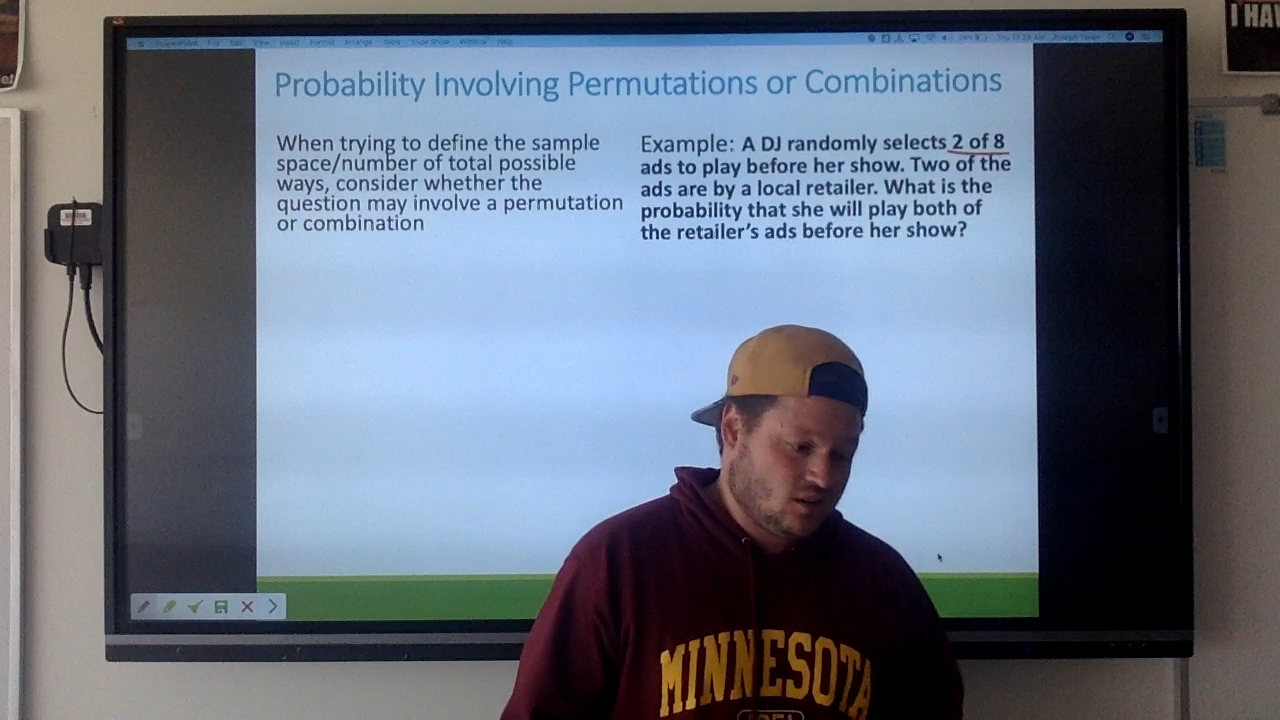 I HAV
Probability Involving Permutations or Combinations
When trying to define the sample
space/number of total possible
ways, consider whether the
question may involve a permutation
or combination
Example: A DJ randomly selects 2 of 8
ads to play before her show. Two of the
ads are by a local retailer. What is the
probability that she will play both of
the retailer's ads before her show?
MINNESOTA